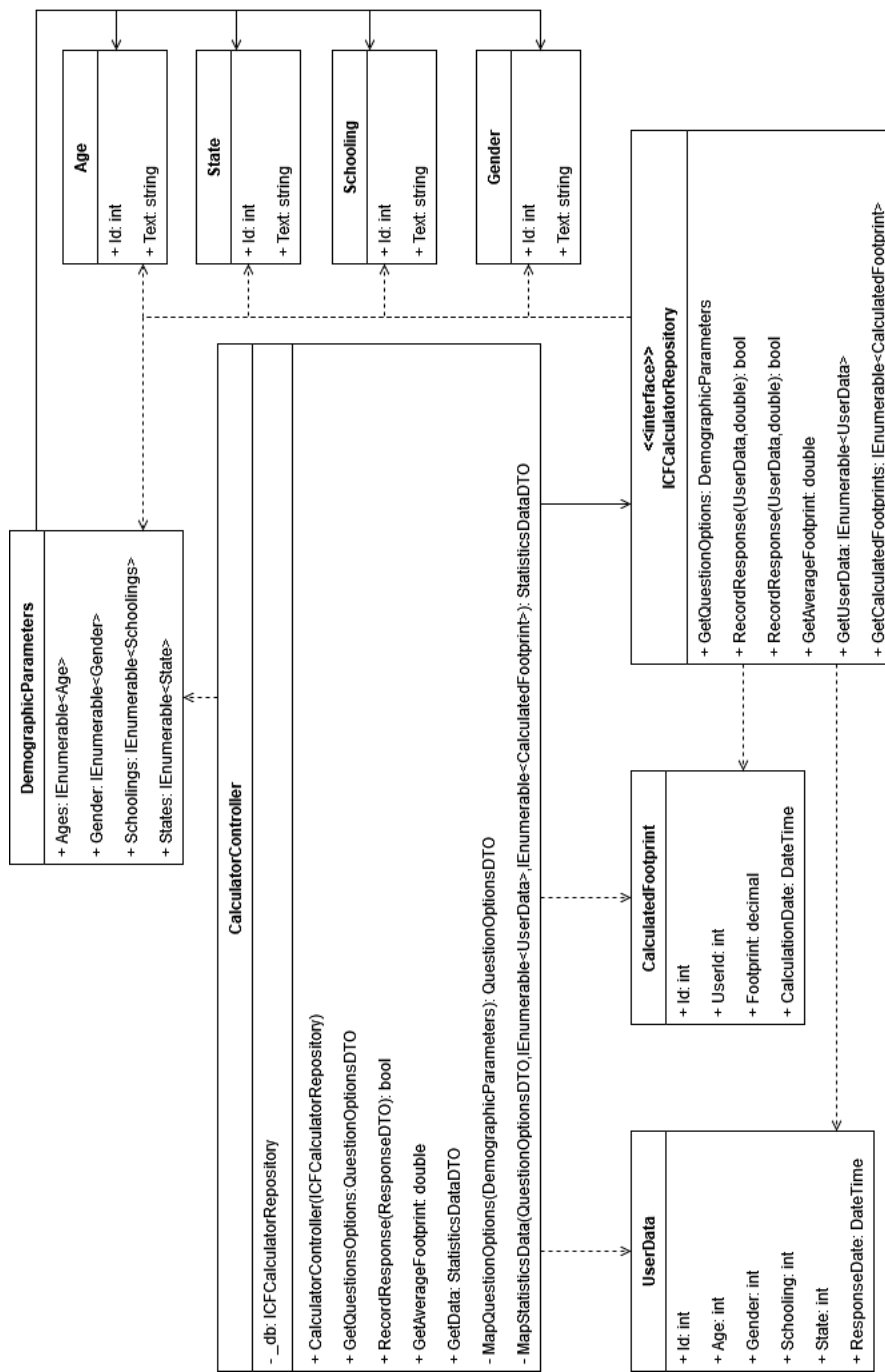 DemographicParameters
+ Ages: IEnumerable<Age>
+ Gender: IEnumerable<Gender>
+ Schoolings: IEnumerable<Schoolings>
+ States: IEnumerable<State>
Age
+ Id: int
+ Text: string
State
+ Id: int
+ Text: string
Schooling
+ Id: int
+ Text: string
Gender
+ Id: int
+ Text: string
CalculatorController
- _db: ICFCalculatorRepository
+ CalculatorController(ICFCalculatorRepository)
+ GetQuestionsOptions:QuestionOptionsDTO
+ RecordResponse(ResponseDTO): bool
+ GetAverageFootprint: double
+ GetData: StatisticsDataDTO
- MapQuestionOptions(DemographicParameters): QuestionOptionsDTO
- MapStatisticsData(QuestionOptionsDTO,IEnumerable<UserData>,IEnumerable<CalculatedFootprint>): StatisticsDataDTO
UserData
+ Id: int
+ Age: int
+ Gender: int
+ Schooling: int
+ State: int
+ ResponseDate: DateTime
CalculatedFootprint
+ Id: int
+ UserId: int
+ Footprint: decimal
+ CalculationDate: DateTime
<<interface>>
ICFCalculatorRepository
+ GetQuestionOptions: DemographicParameters
+ RecordResponse(UserData,double): bool
+ RecordResponse(UserData,double): bool
+ GetAverageFootprint: double
+ GetUserData: IEnumerable<UserData>
+ GetCalculatedFootprints: IEnumerable<CalculatedFootprint>